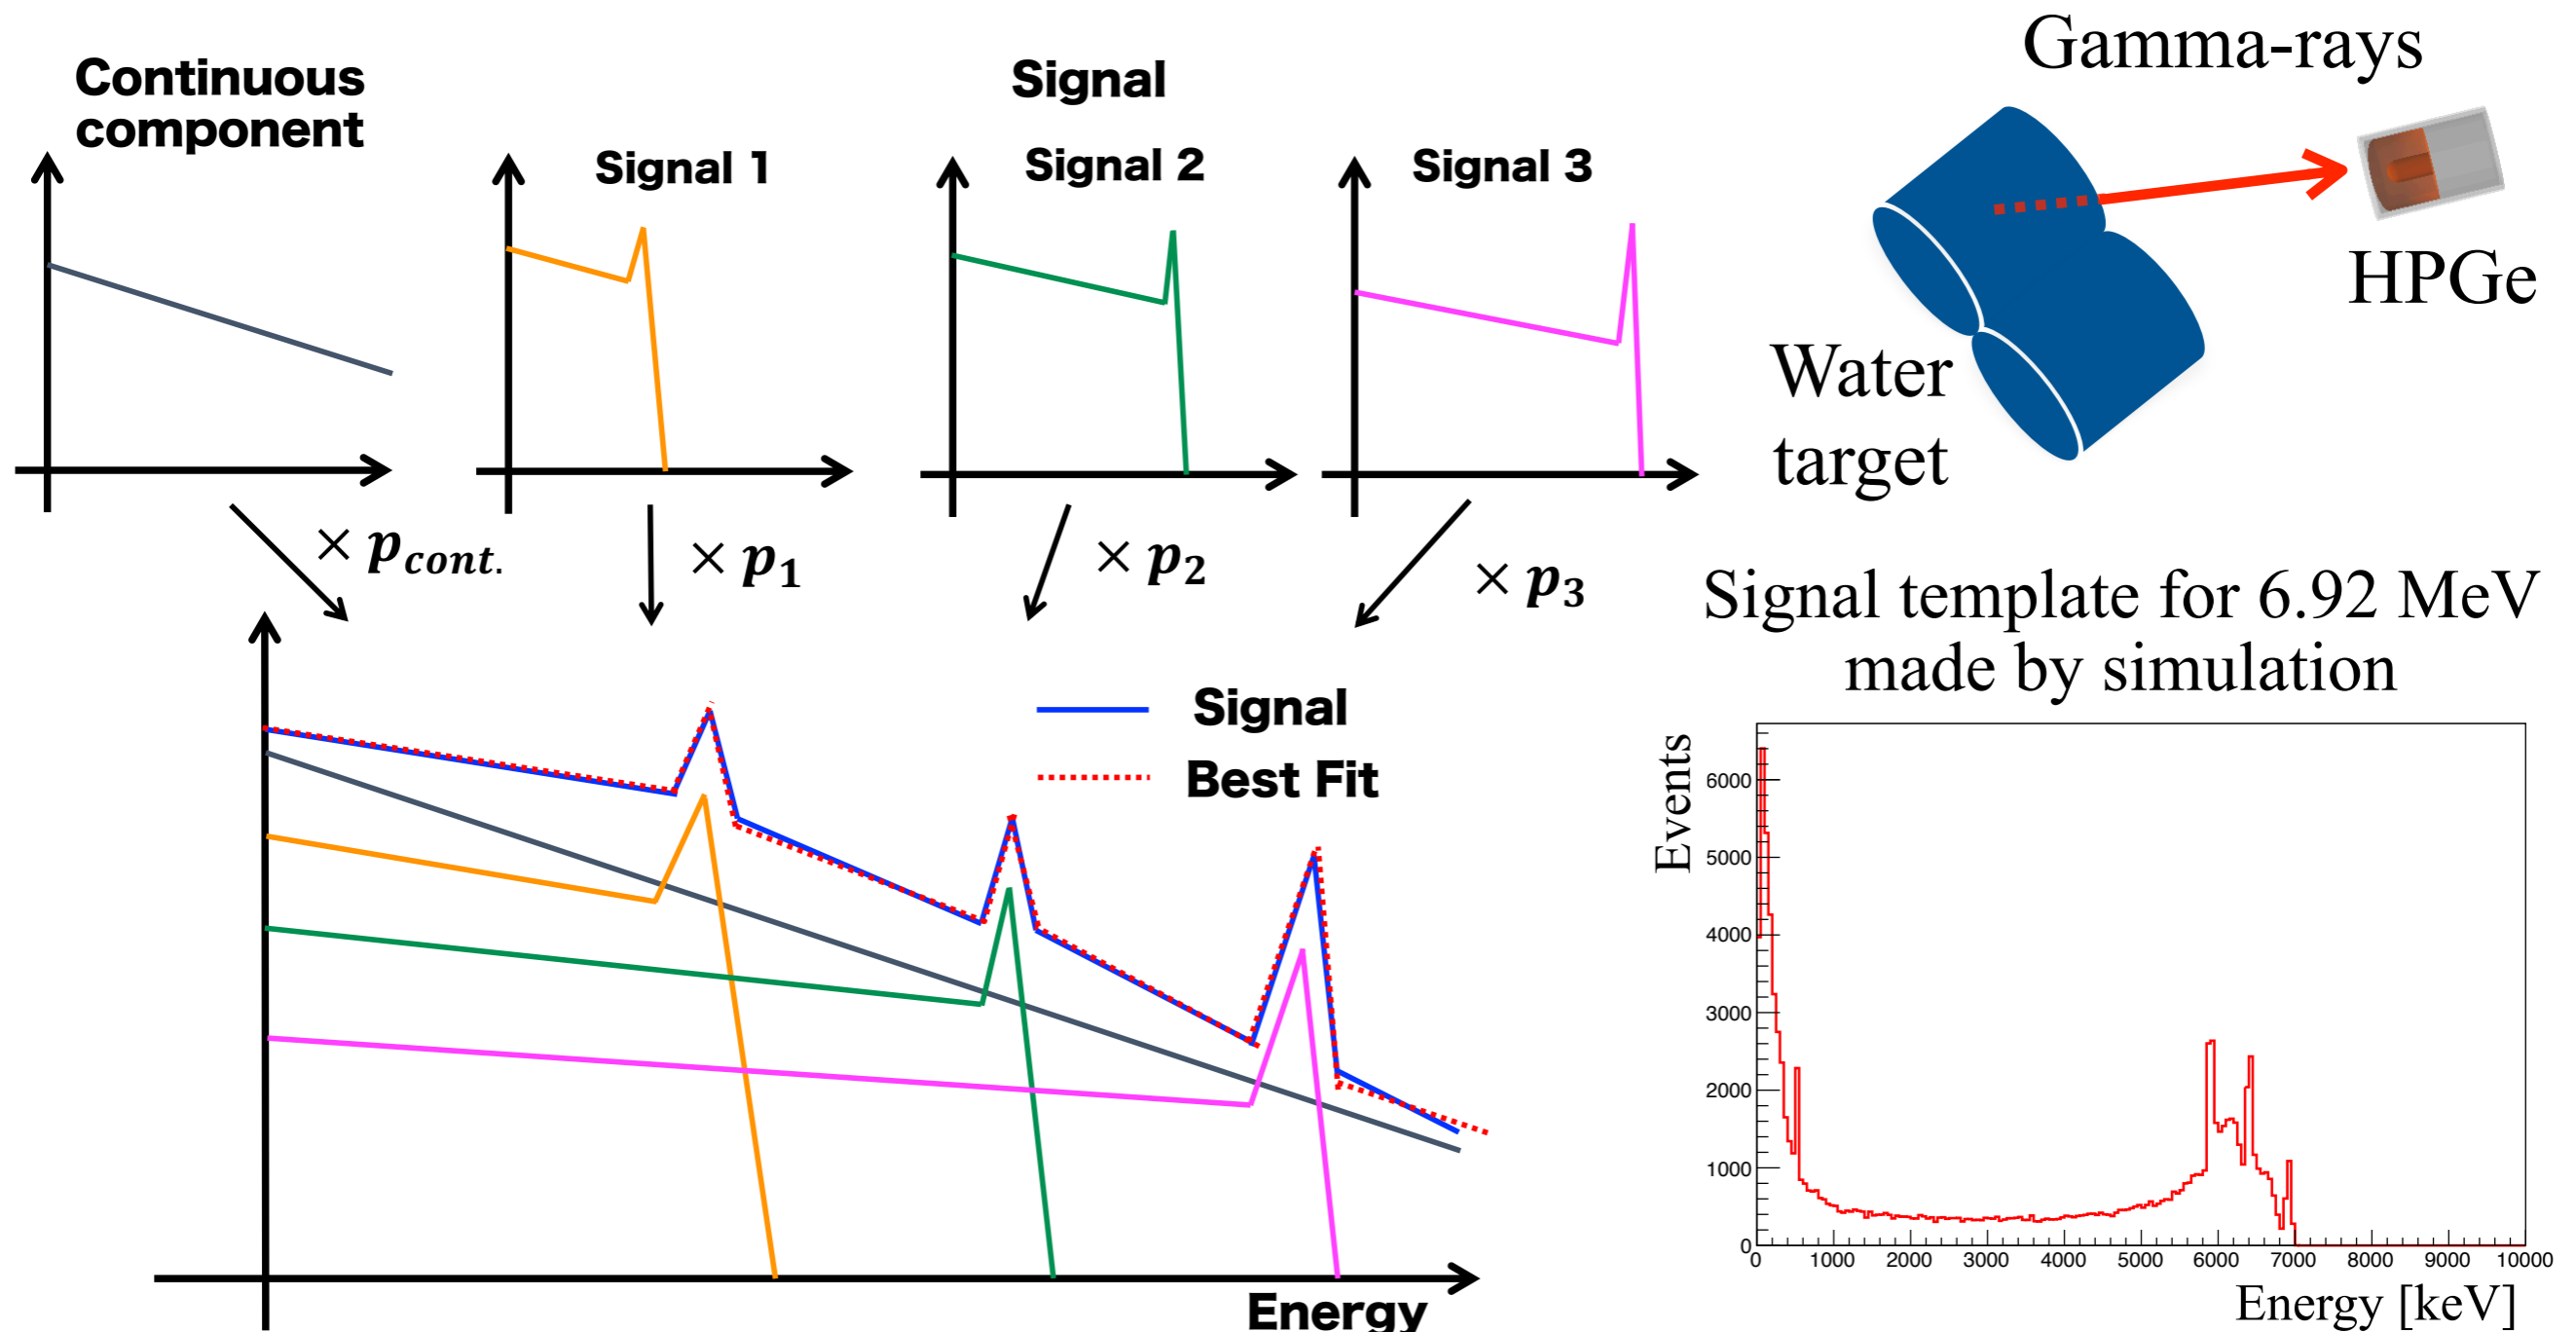 Continuous
component
Signal
Signal 1
Signal 2
Signal 3
× p_cont.
× p_1
× p_2
× p_3
Signal
Best Fit
Energy
Gamma-rays
HPGe
Water
target
Signal template for 6.92 MeV
made by simulation
Events
6000
5000
4000
3000
2000
1000
0
0 1000 2000 3000 4000 5000 6000 7000 8000 9000 10000
Energy [keV]